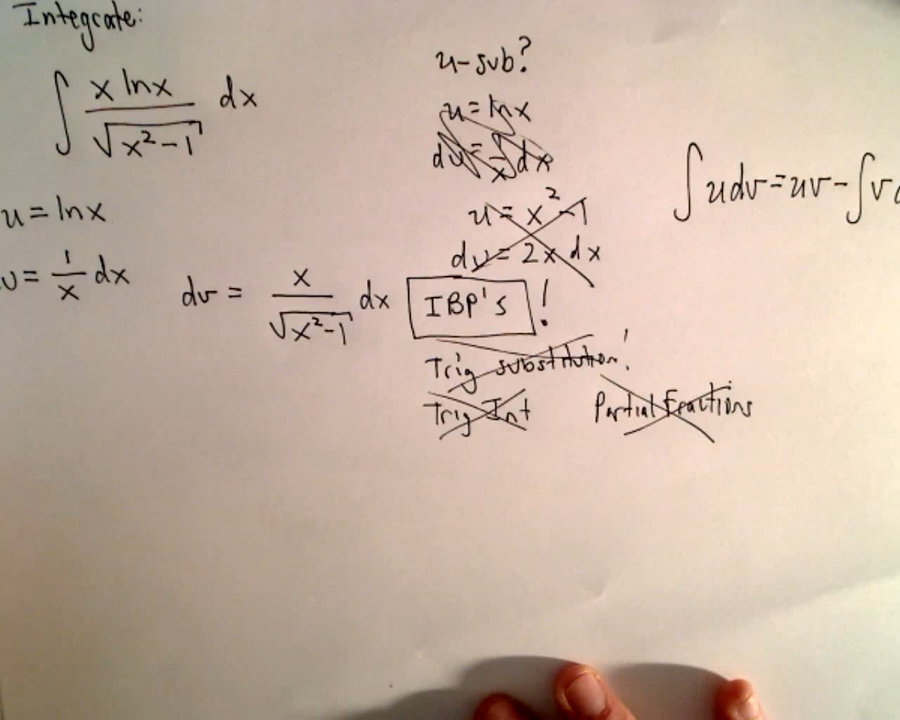 Integrate:
∫ x ln x / √(x² - 1) dx
u = ln x
du = 1/x dx
dv = x / √(x² - 1) dx
u-sub?
u = ln x
du = 1/x dx
u = x² - 1
du = 2x dx
IBP's !
Trig substitution!
Trig Int
Partial Fractions
∫ u dv = uv - ∫ v